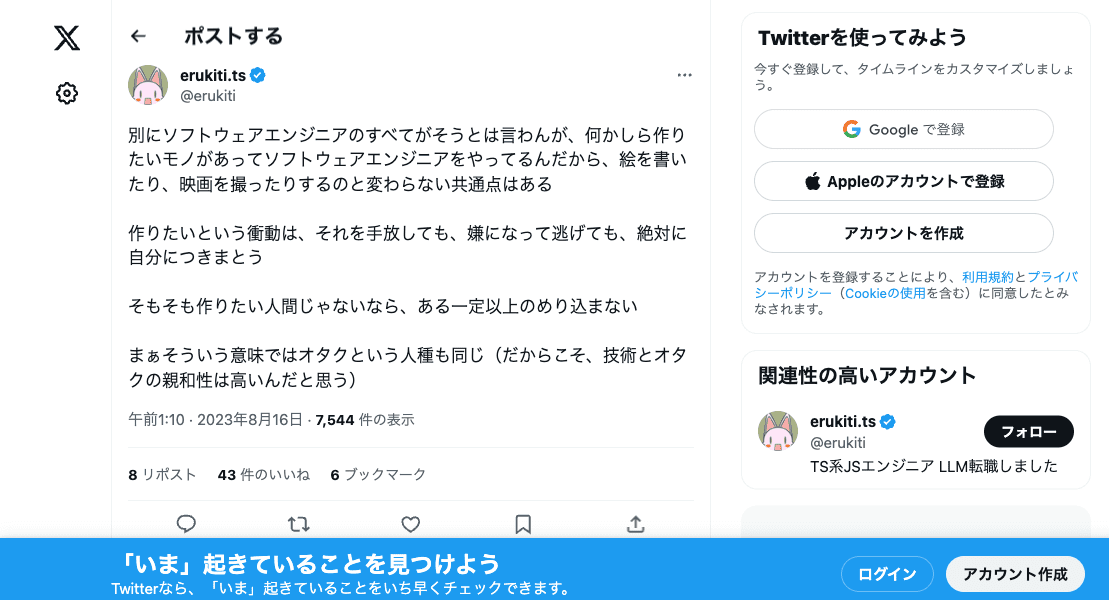 ポストする
erukiti.ts
@erukiti
別にソフトウェアエンジニアのすべてがそうとは言わんが、何かしら作り
たいモノがあってソフトウェアエンジニアをやってるんだから、絵を書い
たり、映画を撮ったりするのと変わらない共通点はある
作りたいという衝動は、それを手放しても、嫌になって逃げても、絶対に
自分につきまとう
そもそも作りたい人間じゃないなら、ある一定以上のめり込まない
まぁそういう意味ではオタクという人種も同じ（だからこそ、技術とオタ
クの親和性は高いんだと思う）
午前1:10 · 2023年8月16日 · 7,544 件の表示
8 リポスト 43 件のいいね 6 ブックマーク
Twitterを使ってみよう
今すぐ登録して、タイムラインをカスタマイズしましょ
う。
Google で登録
Appleのアカウントで登録
アカウントを作成
アカウントを登録することにより、利用規約とプライバ
シーポリシー（Cookieの使用を含む）に同意したとみ
なされます。
関連性の高いアカウント
erukiti.ts
@erukiti
フォロー
TS系JSエンジニア LLM転職しました
「いま」起きていることを見つけよう
Twitterなら、「いま」起きていることをいち早くチェックできます。
ログイン
アカウント作成